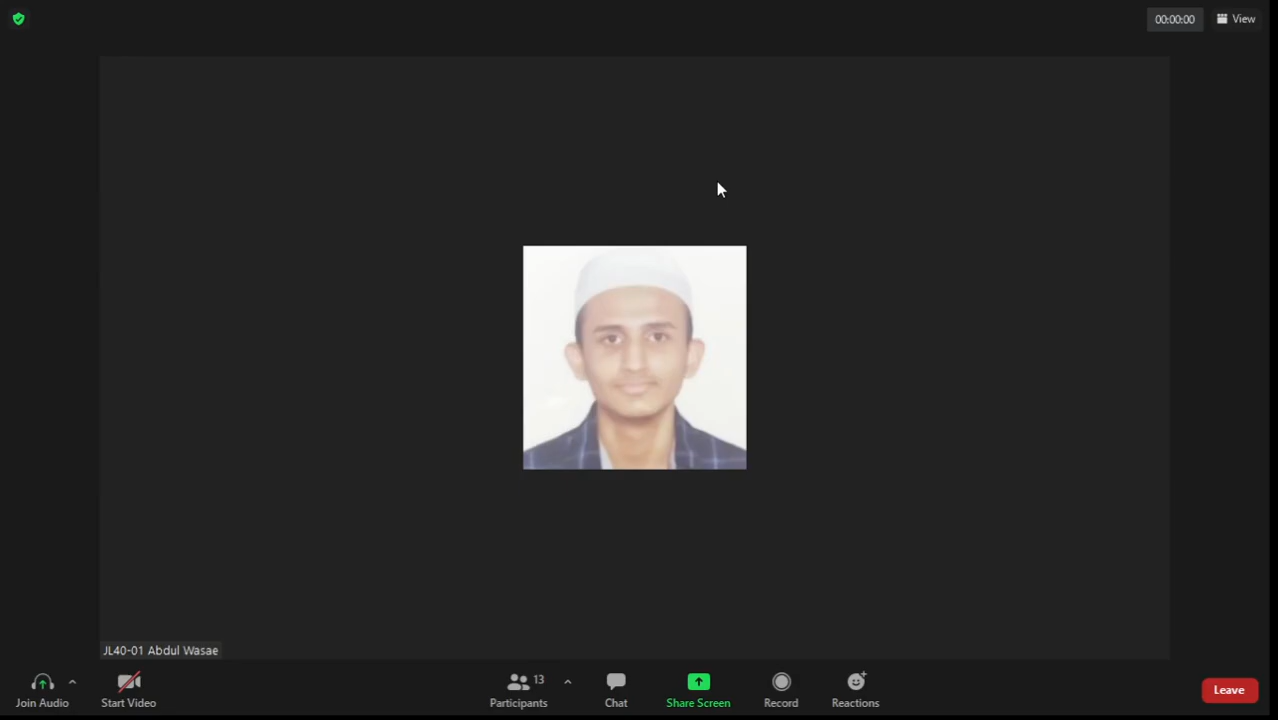 00:00:00 View
JL40-01 Abdul Wasae
13
Join Audio Start Video Participants Chat Share Screen Record Reactions Leave